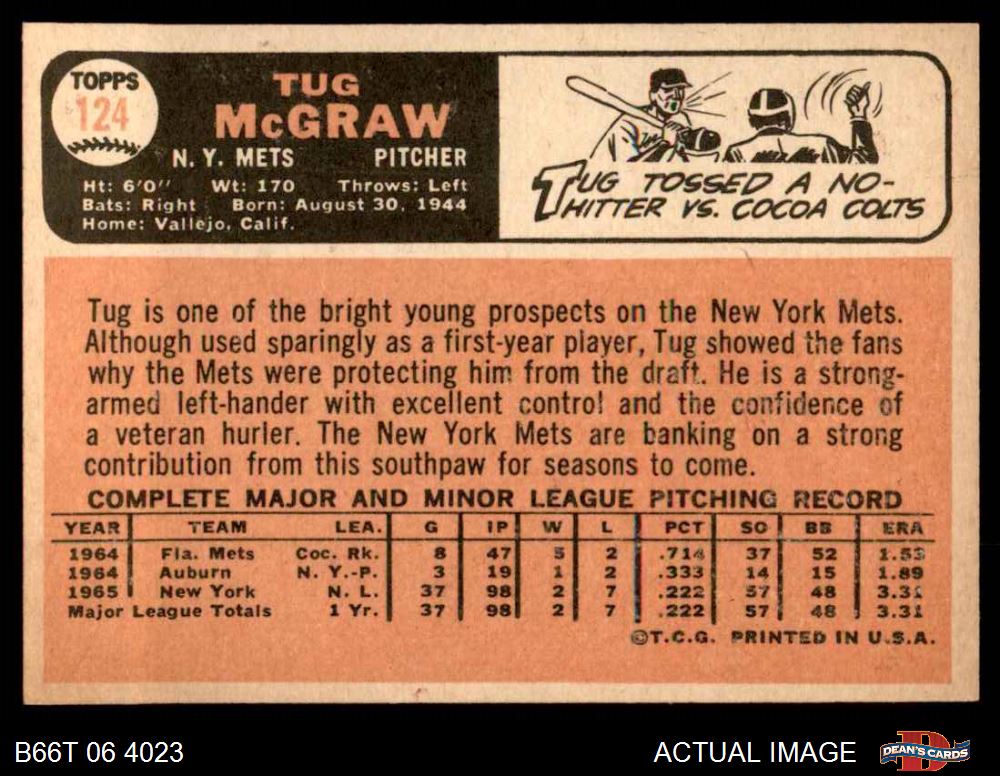 TOPPS
124
TUG
McGRAW
N. Y. METS PITCHER
Ht: 6'0" Wt: 170 Throws: Left
Bats: Right Born: August 30, 1944
Home: Vallejo, Calif.
TUG TOSSED A NO-
HITTER VS. COCOA COLTS
Tug is one of the bright young prospects on the New York Mets.
Although used sparingly as a first-year player, Tug showed the fans
why the Mets were protecting him from the draft. He is a strong-
armed left-hander with excellent control and the confidence of
a veteran hurler. The New York Mets are banking on a strong
contribution from this southpaw for seasons to come.
COMPLETE MAJOR AND MINOR LEAGUE PITCHING RECORD
YEAR TEAM LEA. G IP W L PCT SO BB ERA
1964 Fla. Mets Coc. Rk. 8 47 5 2 .714 37 52 1.53
1964 Auburn N. Y.-P. 3 19 1 2 .333 14 15 1.89
1965 New York N. L. 37 98 2 7 .222 57 48 3.31
Major League Totals 1 Yr. 37 98 2 7 .222 57 48 3.31
©T.C.G. PRINTED IN U.S.A.
B66T 06 4023
ACTUAL IMAGE
DEAN'S CARDS